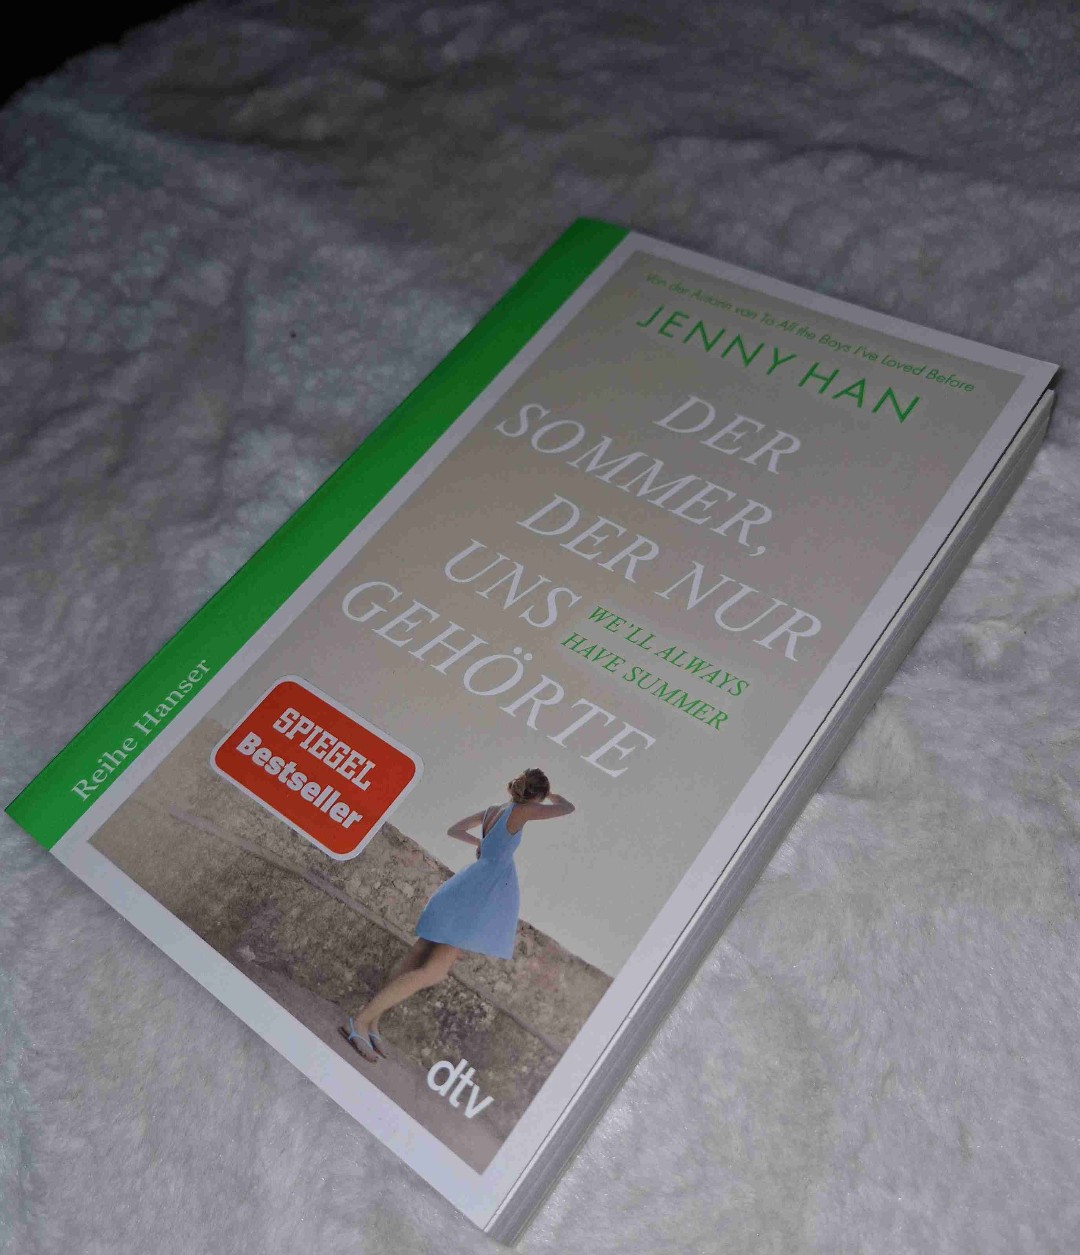 Von der Autorin von To All the Boys I've Loved Before
JENNY HAN
DER
SOMMER,
DER NUR
UNS
GEHÖRTE
WE'LL ALWAYS
HAVE SUMMER
SPIEGEL
Bestseller
Reihe Hanser
dtv